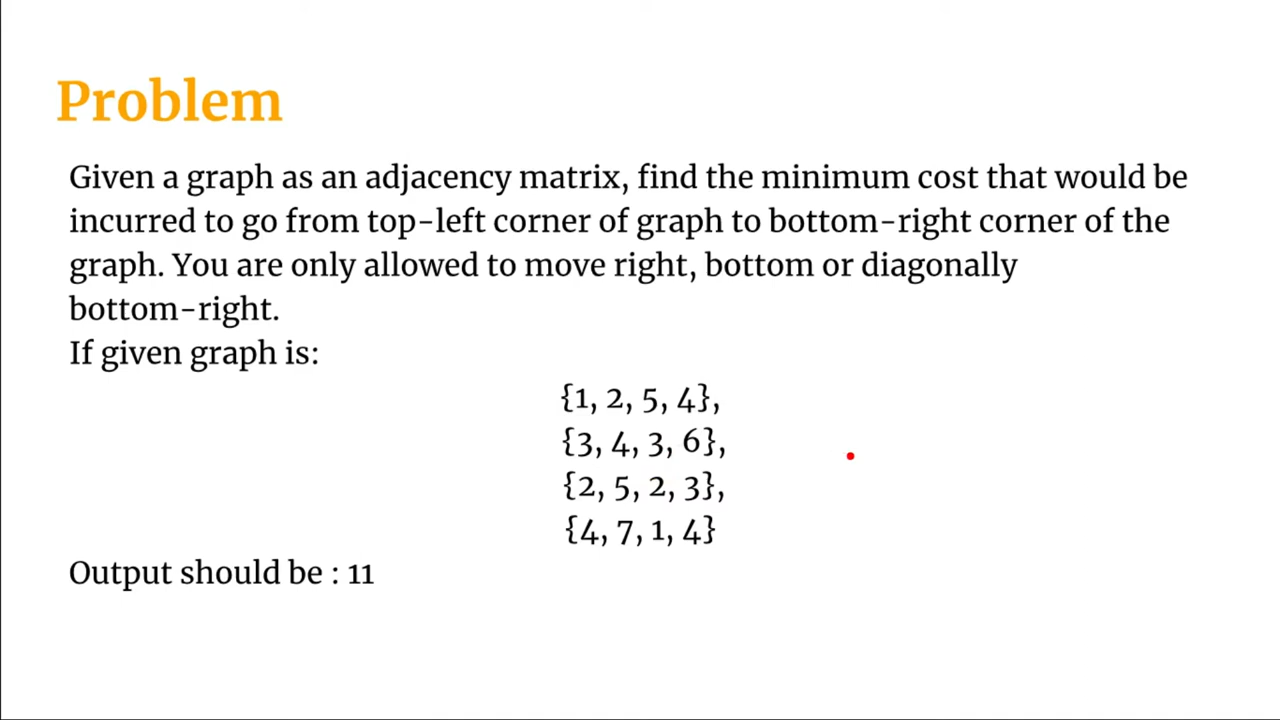 Problem
Given a graph as an adjacency matrix, find the minimum cost that would be
incurred to go from top-left corner of graph to bottom-right corner of the
graph. You are only allowed to move right, bottom or diagonally
bottom-right.
If given graph is:
{1, 2, 5, 4},
{3, 4, 3, 6},
{2, 5, 2, 3},
{4, 7, 1, 4}
Output should be : 11